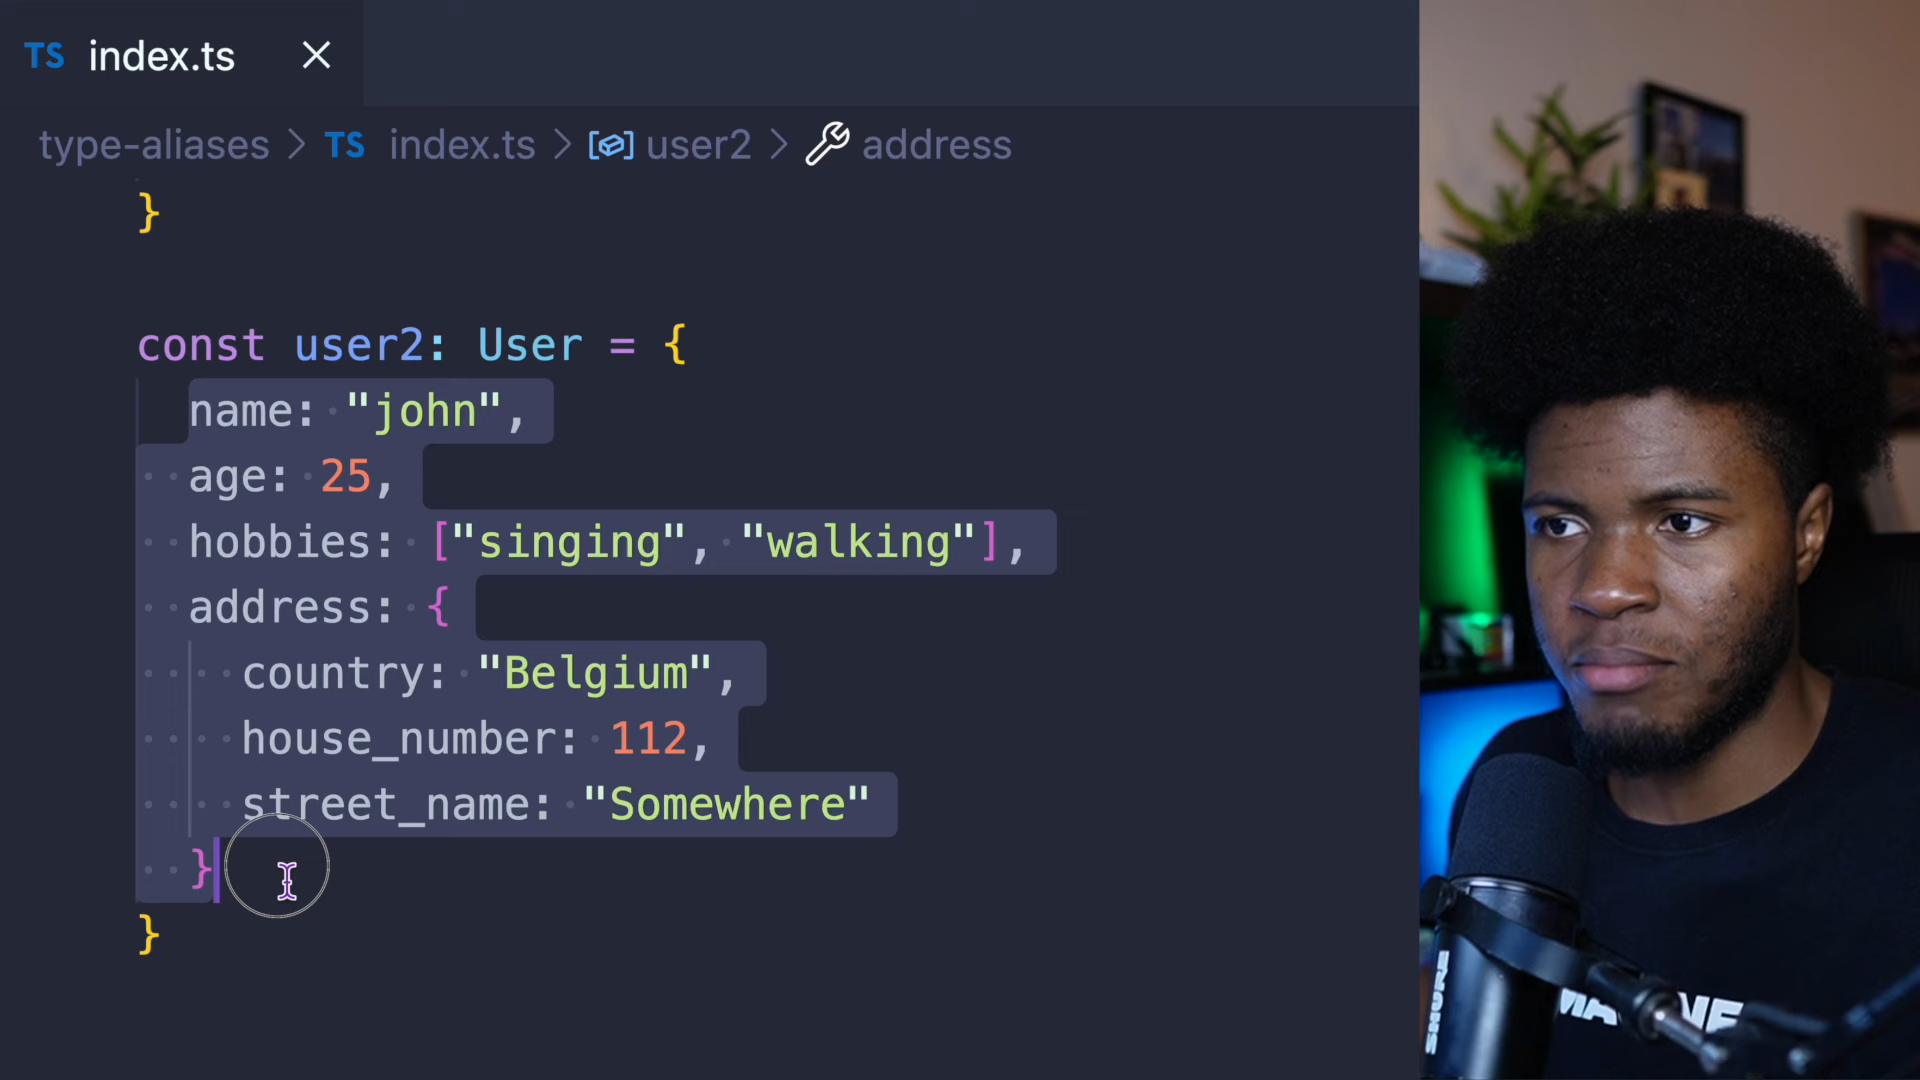 TS index.ts
type-aliases > TS index.ts > user2 > address
}
const user2: User = {
name: "john",
age: 25,
hobbies: ["singing", "walking"],
address: {
country: "Belgium",
house_number: 112,
street_name: "Somewhere"
}
}
SHURE